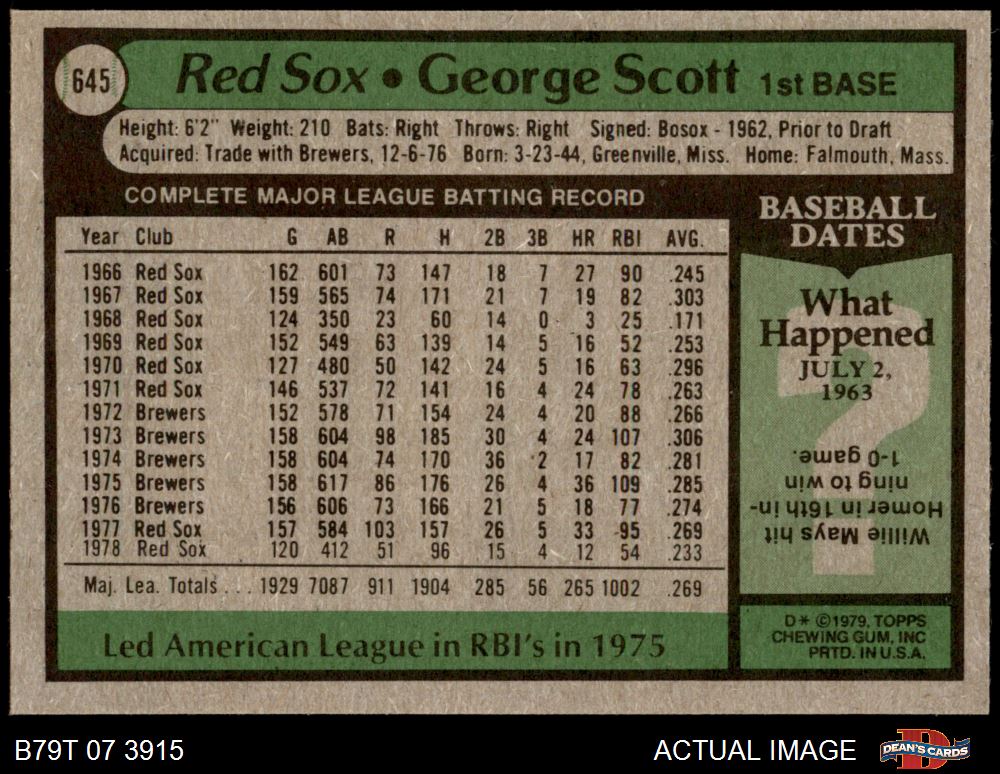 645
Red Sox • George Scott 1st BASE
Height: 6'2" Weight: 210 Bats: Right Throws: Right Signed: Bosox - 1962, Prior to Draft
Acquired: Trade with Brewers, 12-6-76 Born: 3-23-44, Greenville, Miss. Home: Falmouth, Mass.
COMPLETE MAJOR LEAGUE BATTING RECORD
Year Club G AB R H 2B 3B HR RBI AVG.
1966 Red Sox 162 601 73 147 18 7 27 90 .245
1967 Red Sox 159 565 74 171 21 7 19 82 .303
1968 Red Sox 124 350 23 60 14 0 3 25 .171
1969 Red Sox 152 549 63 139 14 5 16 52 .253
1970 Red Sox 127 480 50 142 24 5 16 63 .296
1971 Red Sox 146 537 72 141 16 4 24 78 .263
1972 Brewers 152 578 71 154 24 4 20 88 .266
1973 Brewers 158 604 98 185 30 4 24 107 .306
1974 Brewers 158 604 74 170 36 2 17 82 .281
1975 Brewers 158 617 86 176 26 4 36 109 .285
1976 Brewers 156 606 73 166 21 5 18 77 .274
1977 Red Sox 157 584 103 157 26 5 33 95 .269
1978 Red Sox 120 412 51 96 15 4 12 54 .233
Maj. Lea. Totals . . . 1929 7087 911 1904 285 56 265 1002 .269
Led American League in RBI's in 1975
BASEBALL
DATES
What
Happened
JULY 2,
1963
?
Willie Mays hit
Homer in 16th in-
ning to win
1-0 game.
D* ©1979, TOPPS
CHEWING GUM, INC
PRTD. IN U.S.A.
B79T 07 3915
ACTUAL IMAGE
DEAN'S CARDS